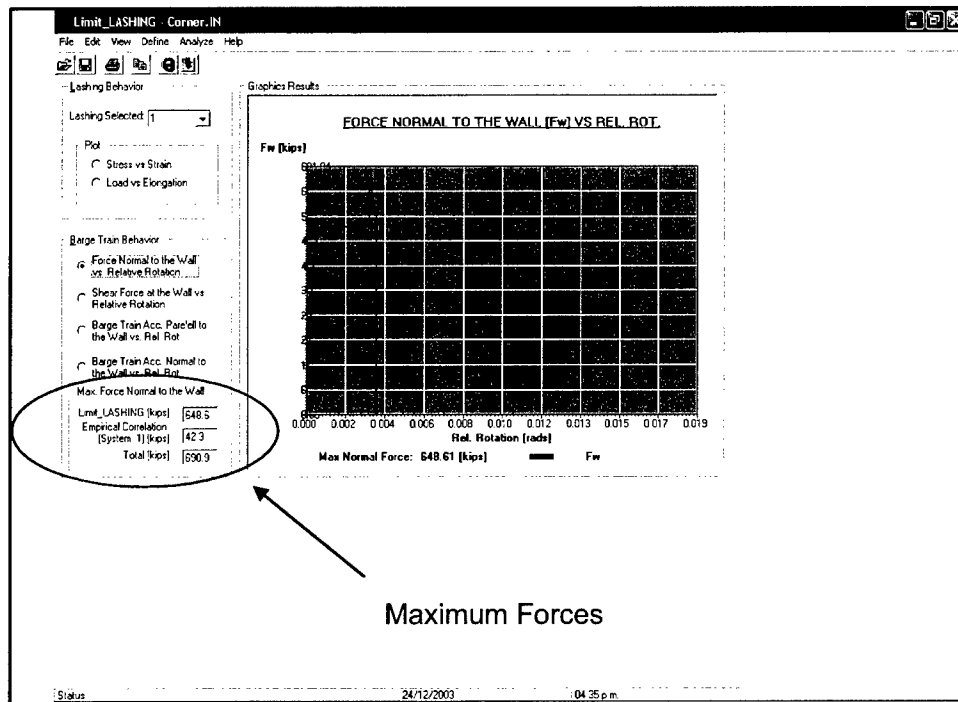 Limit_LASHING - Corner.IN
File Edit View Define Analyze Help
Lashing Behavior
Lashing Selected: 1
Plot
Stress vs Strain
Load vs Elongation
Barge Train Behavior
Force Normal to the Wall
vs. Relative Rotation
Shear Force at the Wall vs
Relative Rotation
Barge Train Acc. Parallel to
the Wall vs. Rel. Rot
Barge Train Acc. Normal to
the Wall vs. Rel. Rot
Max. Force Normal to the Wall
Limit_LASHING [kips] 648.6
Empirical Correlation
(System 1) [kips] 42.3
Total [kips] 690.9
Graphics Results
FORCE NORMAL TO THE WALL [Fw] VS REL. ROT.
Fw [kips]
0.000 0.002 0.004 0.006 0.008 0.010 0.012 0.014 0.015 0.017 0.019
Rel. Rotation [rads]
Max Normal Force: 648.61 [kips] Fw
Maximum Forces
Status 24/12/2003 04:35 p.m.